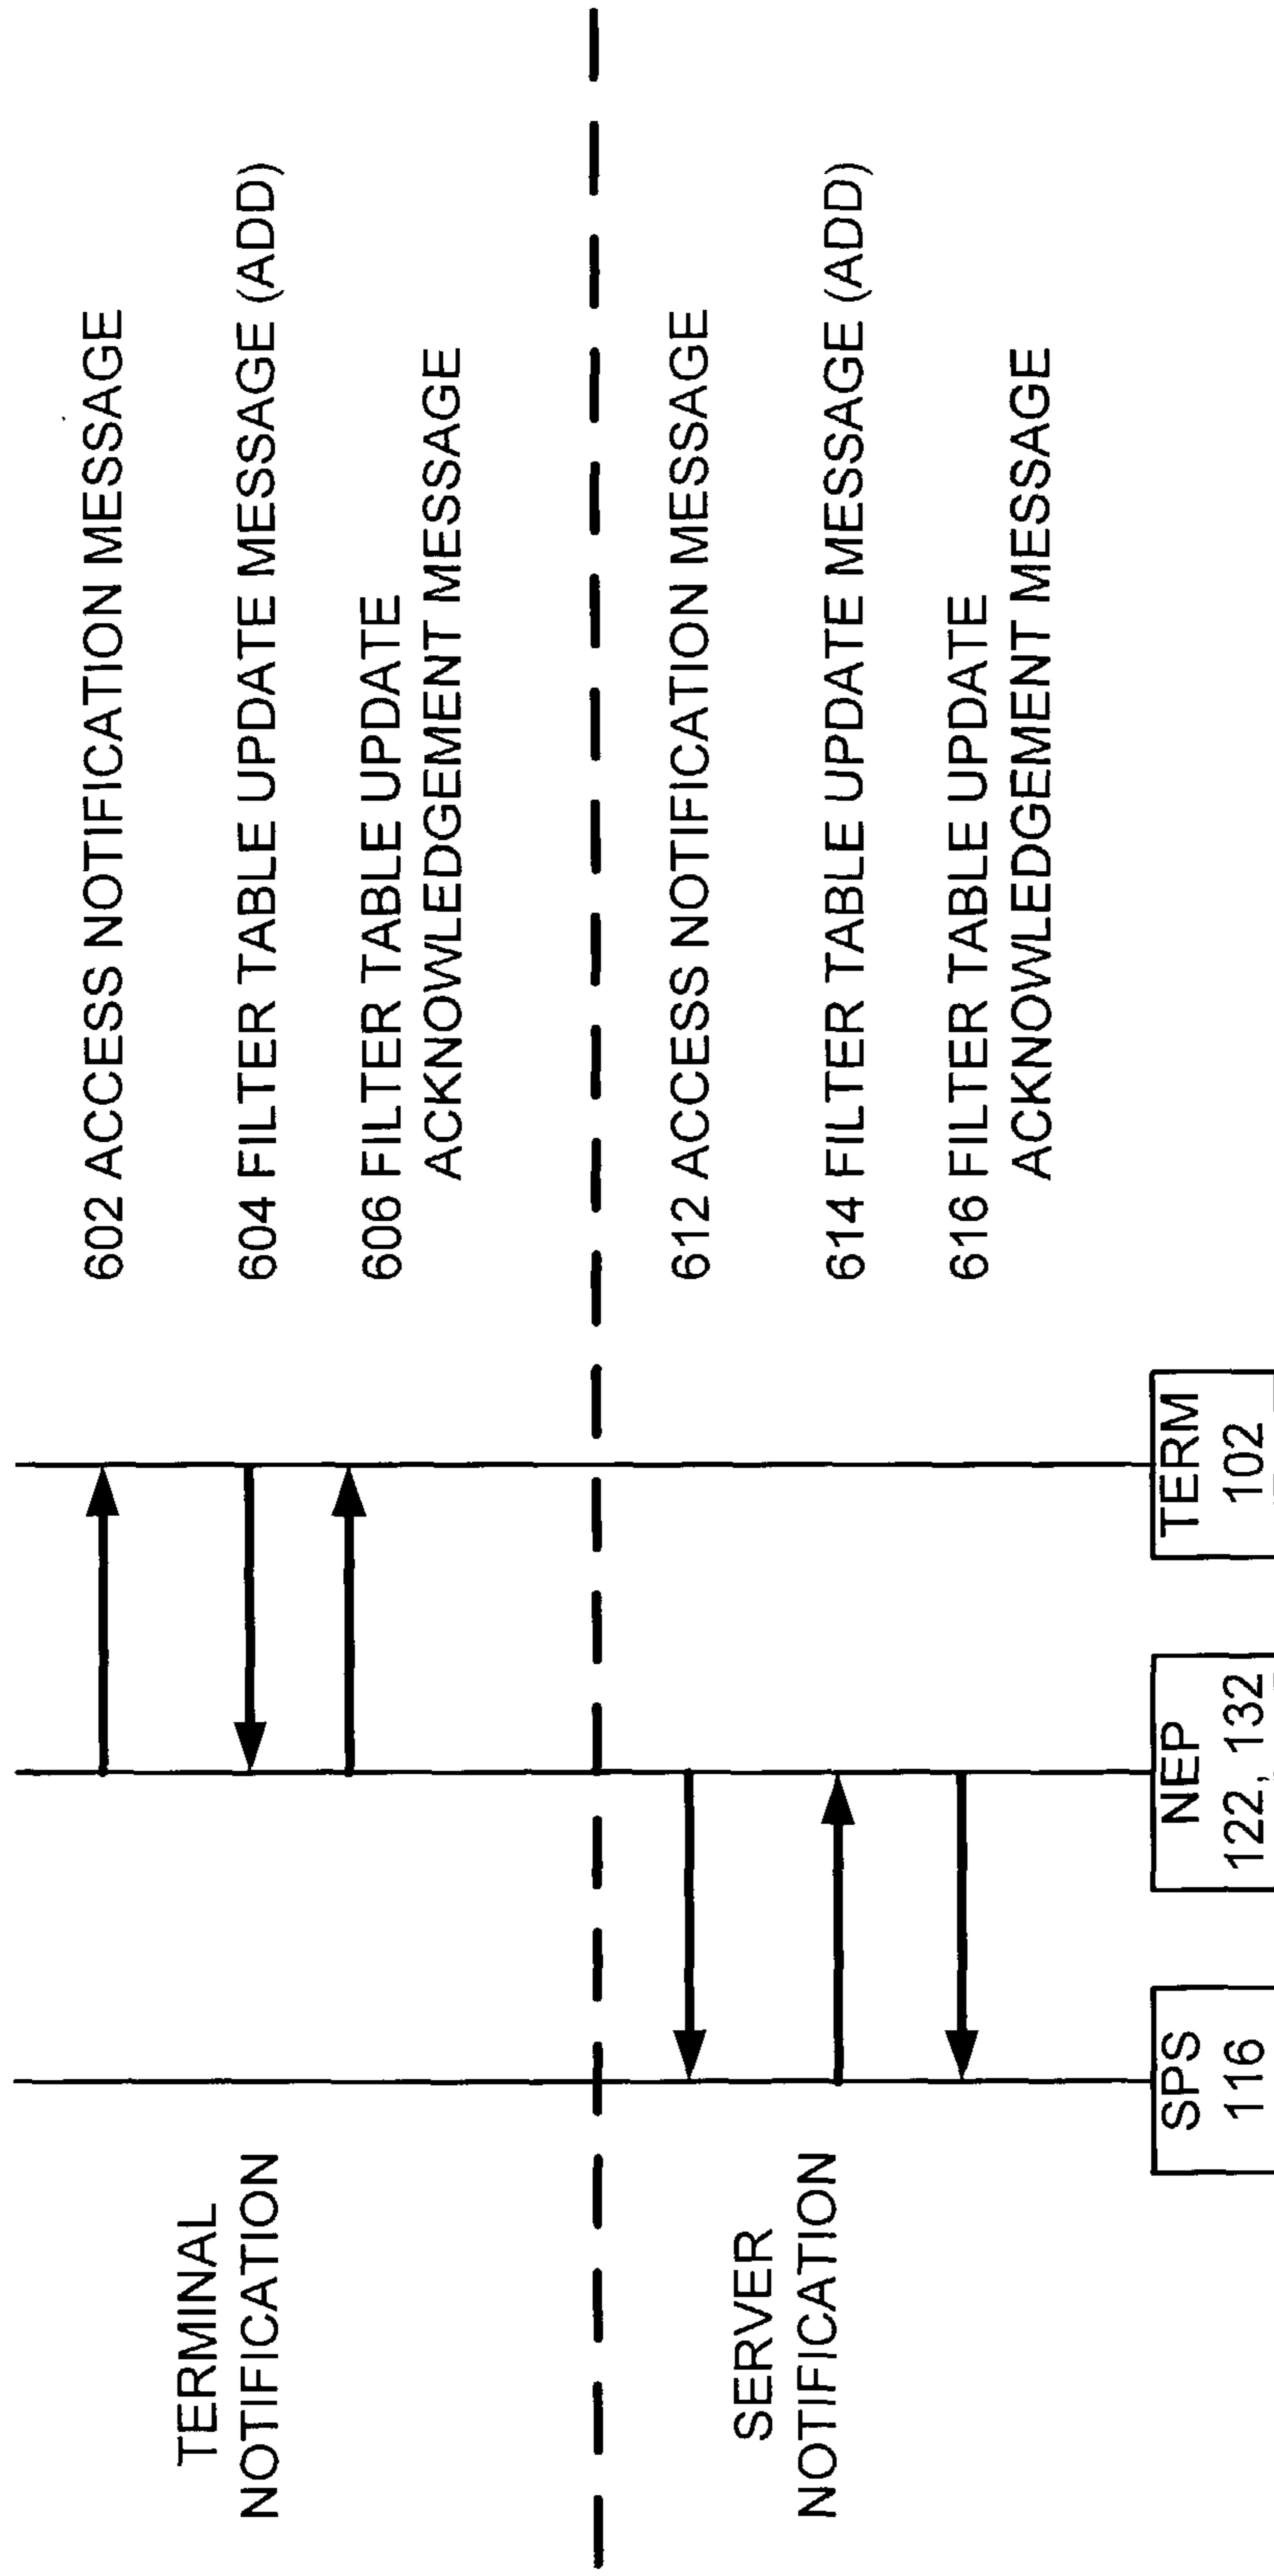 TERMINAL
NOTIFICATION
602 ACCESS NOTIFICATION MESSAGE
604 FILTER TABLE UPDATE MESSAGE (ADD)
606 FILTER TABLE UPDATE
ACKNOWLEDGEMENT MESSAGE
SERVER
NOTIFICATION
612 ACCESS NOTIFICATION MESSAGE
614 FILTER TABLE UPDATE MESSAGE (ADD)
616 FILTER TABLE UPDATE
ACKNOWLEDGEMENT MESSAGE
SPS
116
NEP
122, 132
TERM
102